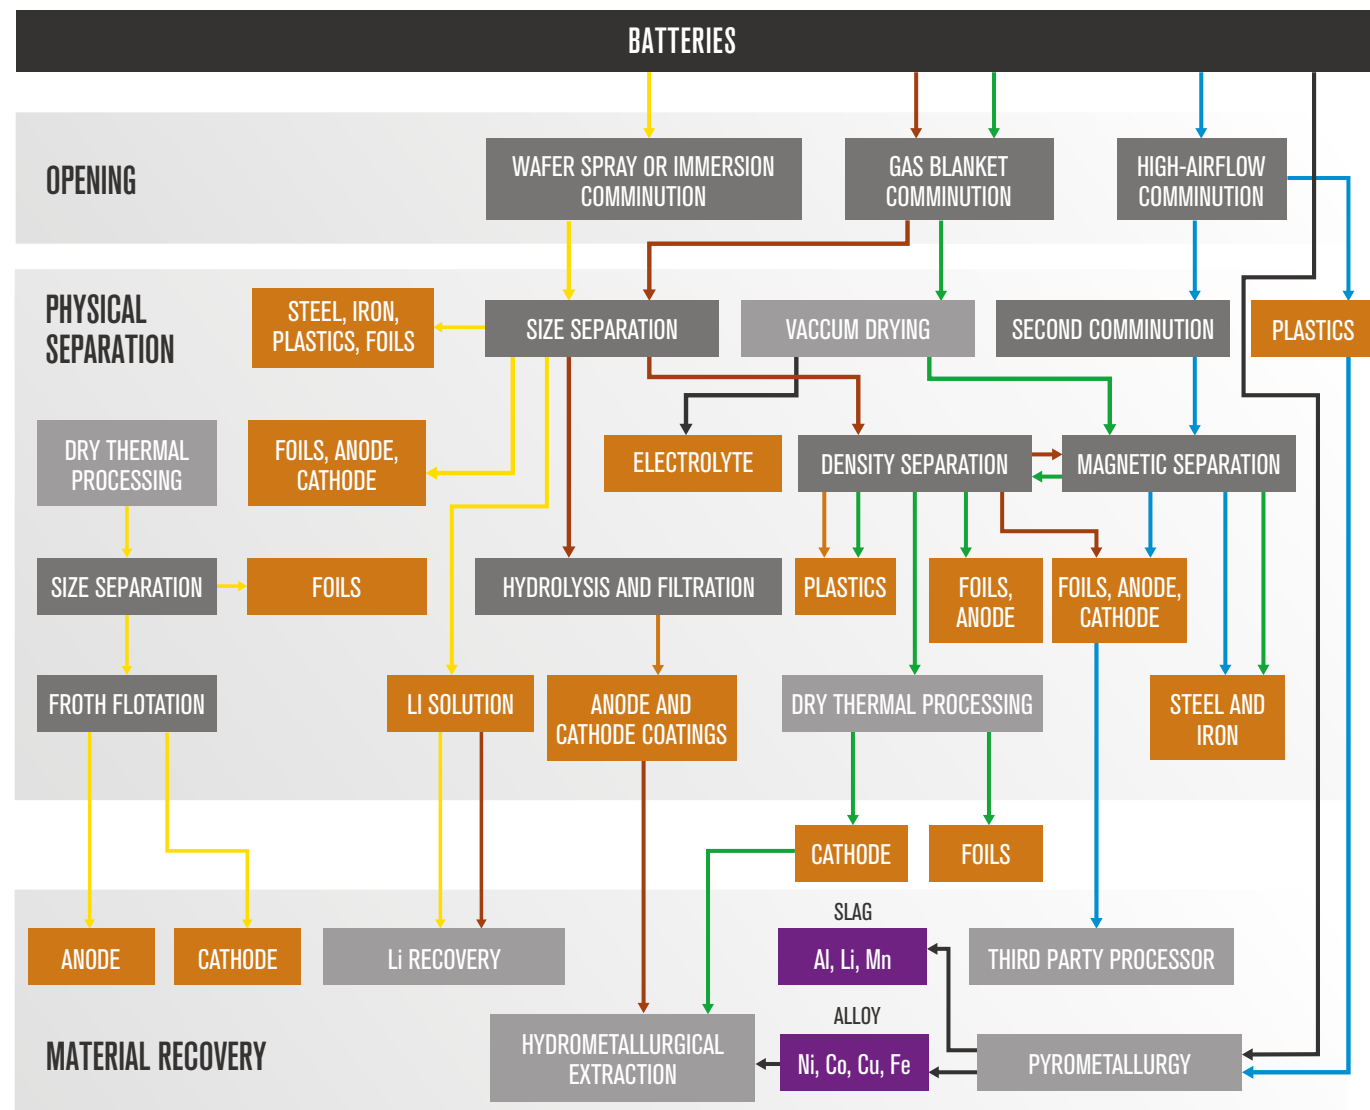 BATTERIES
OPENING
WAFER SPRAY OR IMMERSION
COMMINUTION
GAS BLANKET
COMMINUTION
HIGH-AIRFLOW
COMMINUTION
PHYSICAL
SEPARATION
STEEL, IRON,
PLASTICS, FOILS
SIZE SEPARATION
VACCUM DRYING
SECOND COMMINUTION
PLASTICS
DRY THERMAL
PROCESSING
FOILS, ANODE,
CATHODE
ELECTROLYTE
DENSITY SEPARATION
MAGNETIC SEPARATION
SIZE SEPARATION
FOILS
HYDROLYSIS AND FILTRATION
PLASTICS
FOILS,
ANODE
FOILS, ANODE,
CATHODE
FROTH FLOTATION
LI SOLUTION
ANODE AND
CATHODE COATINGS
DRY THERMAL PROCESSING
STEEL AND
IRON
CATHODE
FOILS
ANODE
CATHODE
Li RECOVERY
SLAG
Al, Li, Mn
THIRD PARTY PROCESSOR
MATERIAL RECOVERY
HYDROMETALLURGICAL
EXTRACTION
ALLOY
Ni, Co, Cu, Fe
PYROMETALLURGY